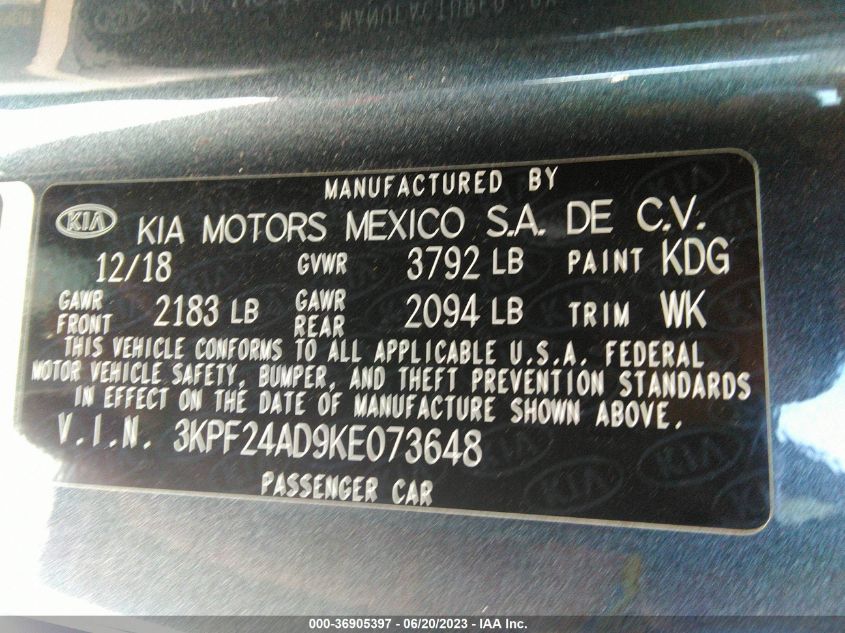 MANUFACTURED BY
KIA KIA MOTORS MEXICO S.A. DE C.V.
12/18 GVWR 3792 LB PAINT KDG
GAWR FRONT 2183 LB GAWR REAR 2094 LB TRIM WK
THIS VEHICLE CONFORMS TO ALL APPLICABLE U.S.A. FEDERAL
MOTOR VEHICLE SAFETY, BUMPER, AND THEFT PREVENTION STANDARDS
IN EFFECT ON THE DATE OF MANUFACTURE SHOWN ABOVE.
V.I.N. 3KPF24AD9KE073648
PASSENGER CAR
000-36905397 - 06/20/2023 - IAA Inc.